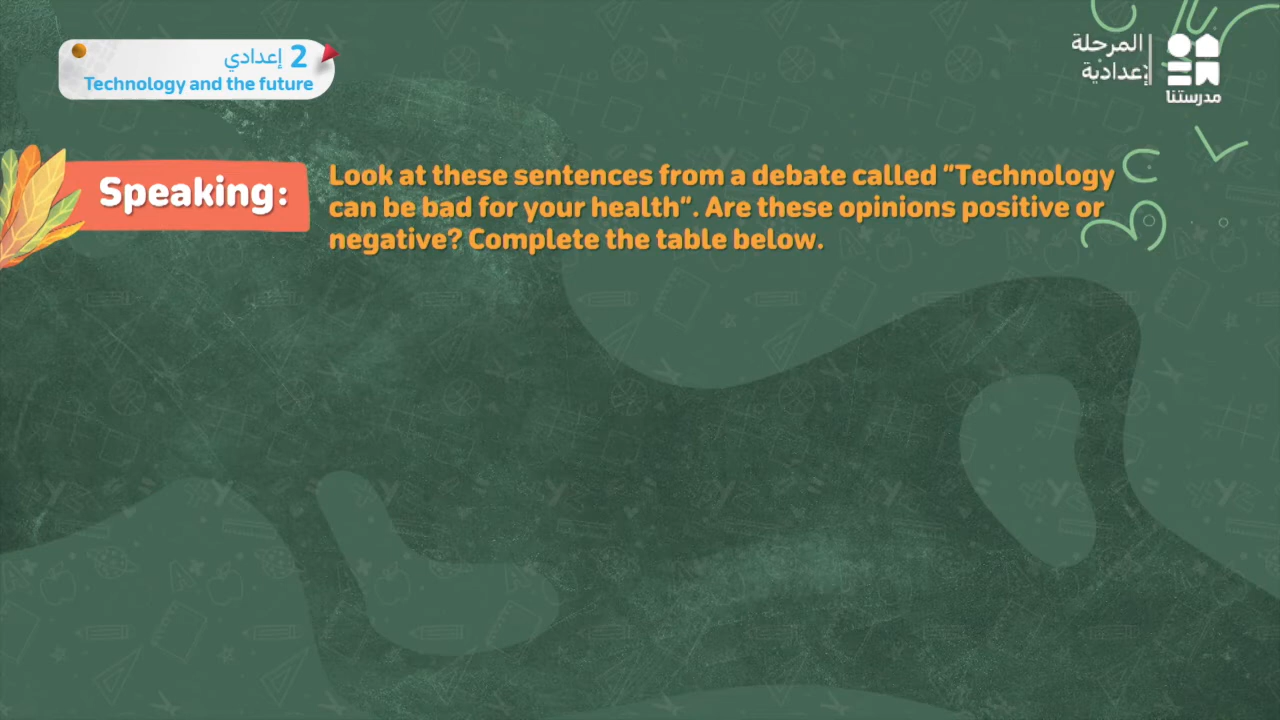 2 إعدادي
Technology and the future
المرحلة
إعدادية
مدرستنا
Speaking:
Look at these sentences from a debate called "Technology
can be bad for your health". Are these opinions positive or
negative? Complete the table below.